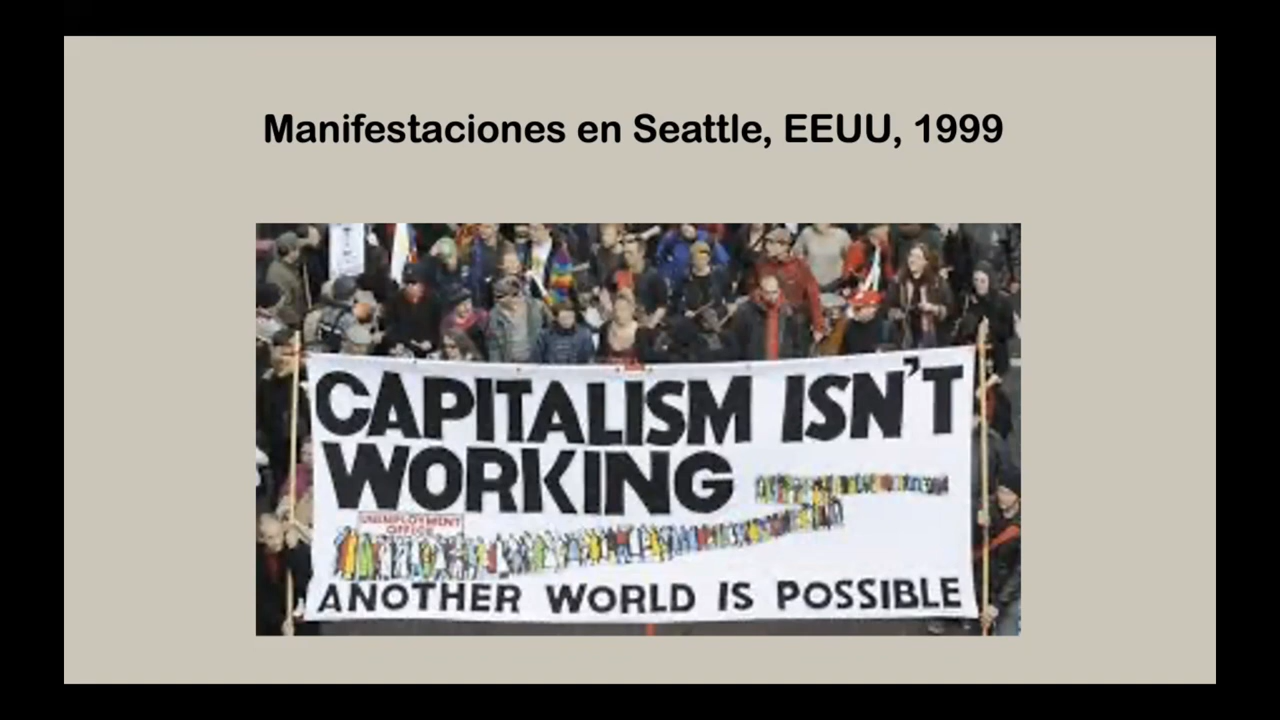 Manifestaciones en Seattle, EEUU, 1999
CAPITALISM ISN'T
WORKING
UNEMPLOYMENT
OFFICE
ANOTHER WORLD IS POSSIBLE